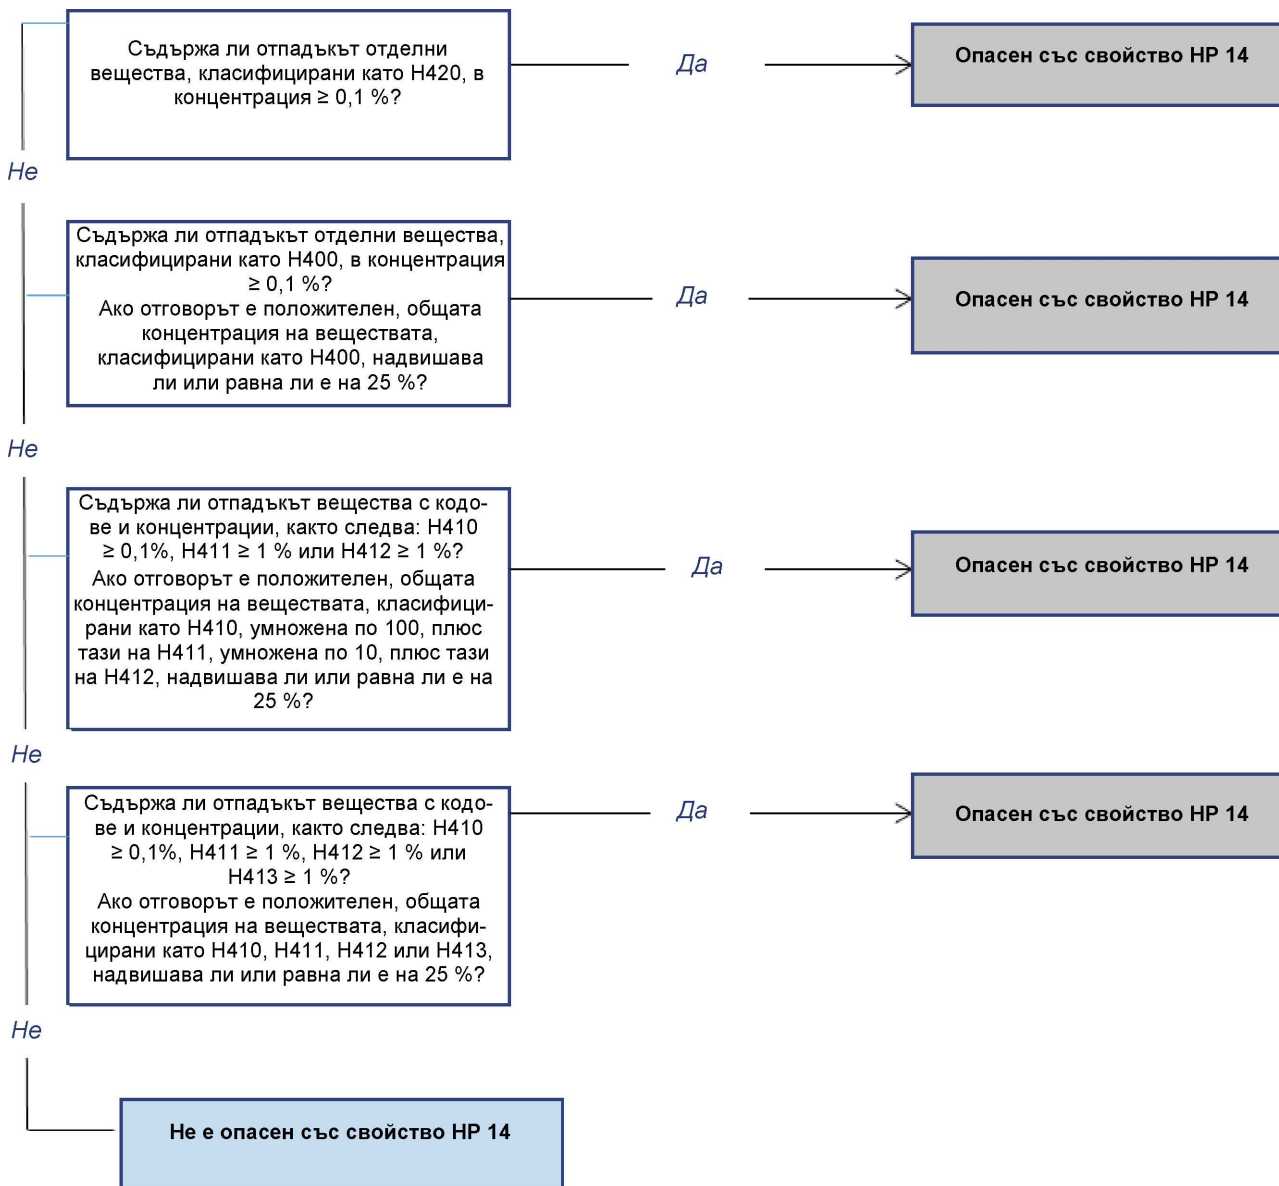 Съдържа ли отпадъкът отделни
вещества, класифицирани като H420, в
концентрация ≥ 0,1 %?
Да
Опасен със свойство HP 14
Не
Съдържа ли отпадъкът отделни вещества,
класифицирани като H400, в концентрация
≥ 0,1 %?
Ако отговорът е положителен, общата
концентрация на веществата,
класифицирани като H400, надвишава
ли или равна ли е на 25 %?
Да
Опасен със свойство HP 14
Не
Съдържа ли отпадъкът вещества с кодо-
ве и концентрации, както следва: H410
≥ 0,1%, H411 ≥ 1 % или H412 ≥ 1 %?
Ако отговорът е положителен, общата
концентрация на веществата, класифици-
рани като H410, умножена по 100, плюс
тази на H411, умножена по 10, плюс тази
на H412, надвишава ли или равна ли е на
25 %?
Да
Опасен със свойство HP 14
Не
Съдържа ли отпадъкът вещества с кодо-
ве и концентрации, както следва: H410
≥ 0,1%, H411 ≥ 1 %, H412 ≥ 1 % или
H413 ≥ 1 %?
Ако отговорът е положителен, общата
концентрация на веществата, класифи-
цирани като H410, H411, H412 или H413,
надвишава ли или равна ли е на 25 %?
Да
Опасен със свойство HP 14
Не
Не е опасен със свойство HP 14